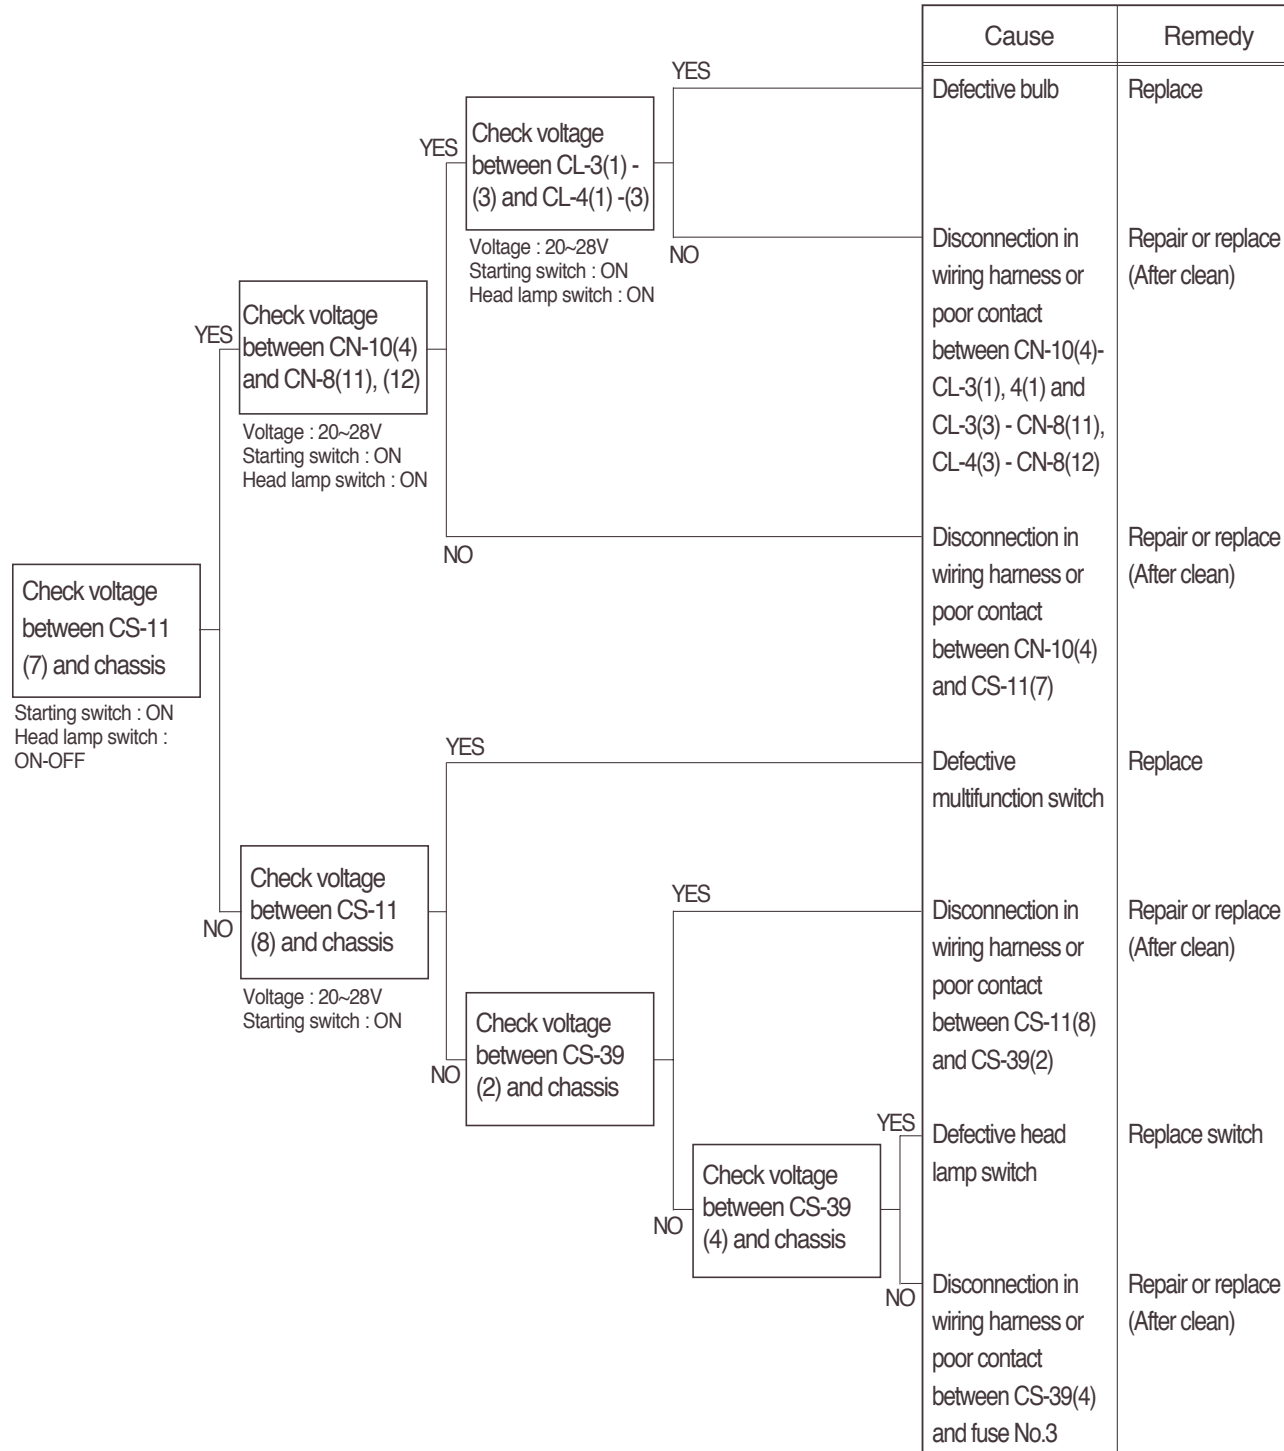 Cause
Remedy
YES
Defective bulb
Replace
YES
Check voltage
between CL-3(1) -
(3) and CL-4(1) -(3)
Voltage : 20~28V
Starting switch : ON
Head lamp switch : ON
NO
Disconnection in
wiring harness or
poor contact
between CN-10(4)-
CL-3(1), 4(1) and
CL-3(3) - CN-8(11),
CL-4(3) - CN-8(12)
Repair or replace
(After clean)
YES
Check voltage
between CN-10(4)
and CN-8(11), (12)
Voltage : 20~28V
Starting switch : ON
Head lamp switch : ON
NO
Disconnection in
wiring harness or
poor contact
between CN-10(4)
and CS-11(7)
Repair or replace
(After clean)
Check voltage
between CS-11
(7) and chassis
Starting switch : ON
Head lamp switch :
ON-OFF
YES
Defective
multifunction switch
Replace
NO
Check voltage
between CS-11
(8) and chassis
Voltage : 20~28V
Starting switch : ON
YES
Disconnection in
wiring harness or
poor contact
between CS-11(8)
and CS-39(2)
Repair or replace
(After clean)
NO
Check voltage
between CS-39
(2) and chassis
YES
Defective head
lamp switch
Replace switch
NO
Check voltage
between CS-39
(4) and chassis
NO
Disconnection in
wiring harness or
poor contact
between CS-39(4)
and fuse No.3
Repair or replace
(After clean)